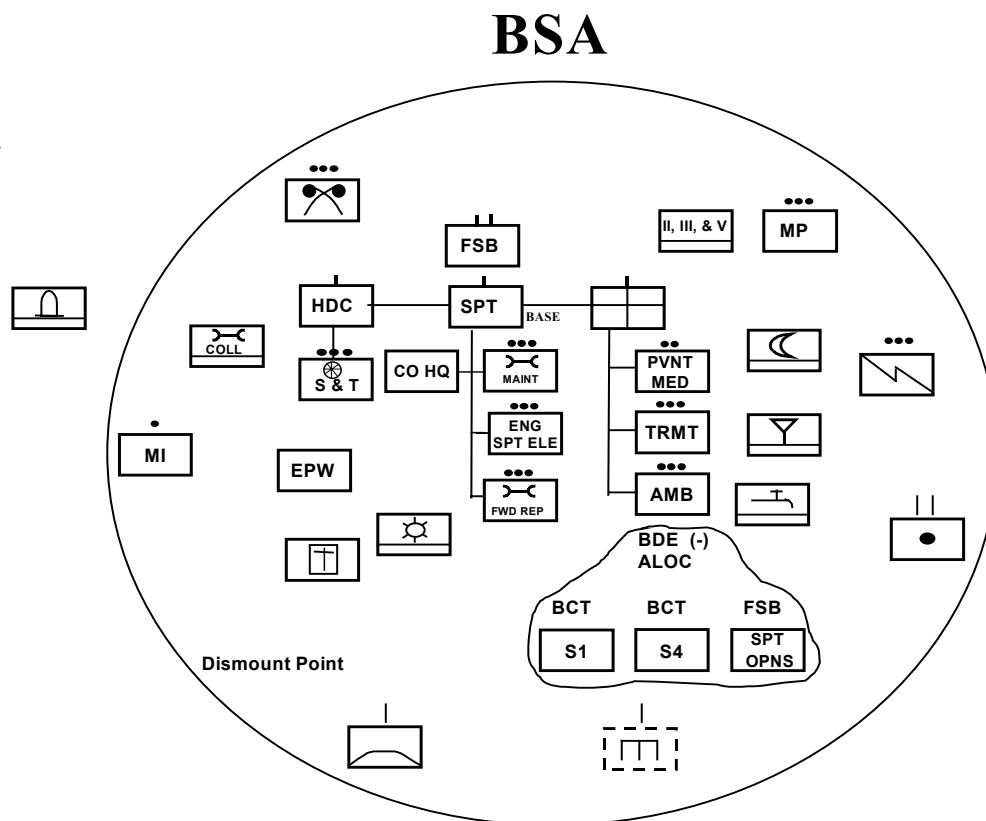 BSA
II, III, & V
MP
FSB
HDC
SPT
BASE
COLL
S & T
CO HQ
MAINT
PVNT
MED
ENG
SPT ELE
TRMT
MI
EPW
FWD REP
AMB
BDE (-)
ALOC
BCT
BCT
FSB
S1
S4
SPT
OPNS
Dismount Point